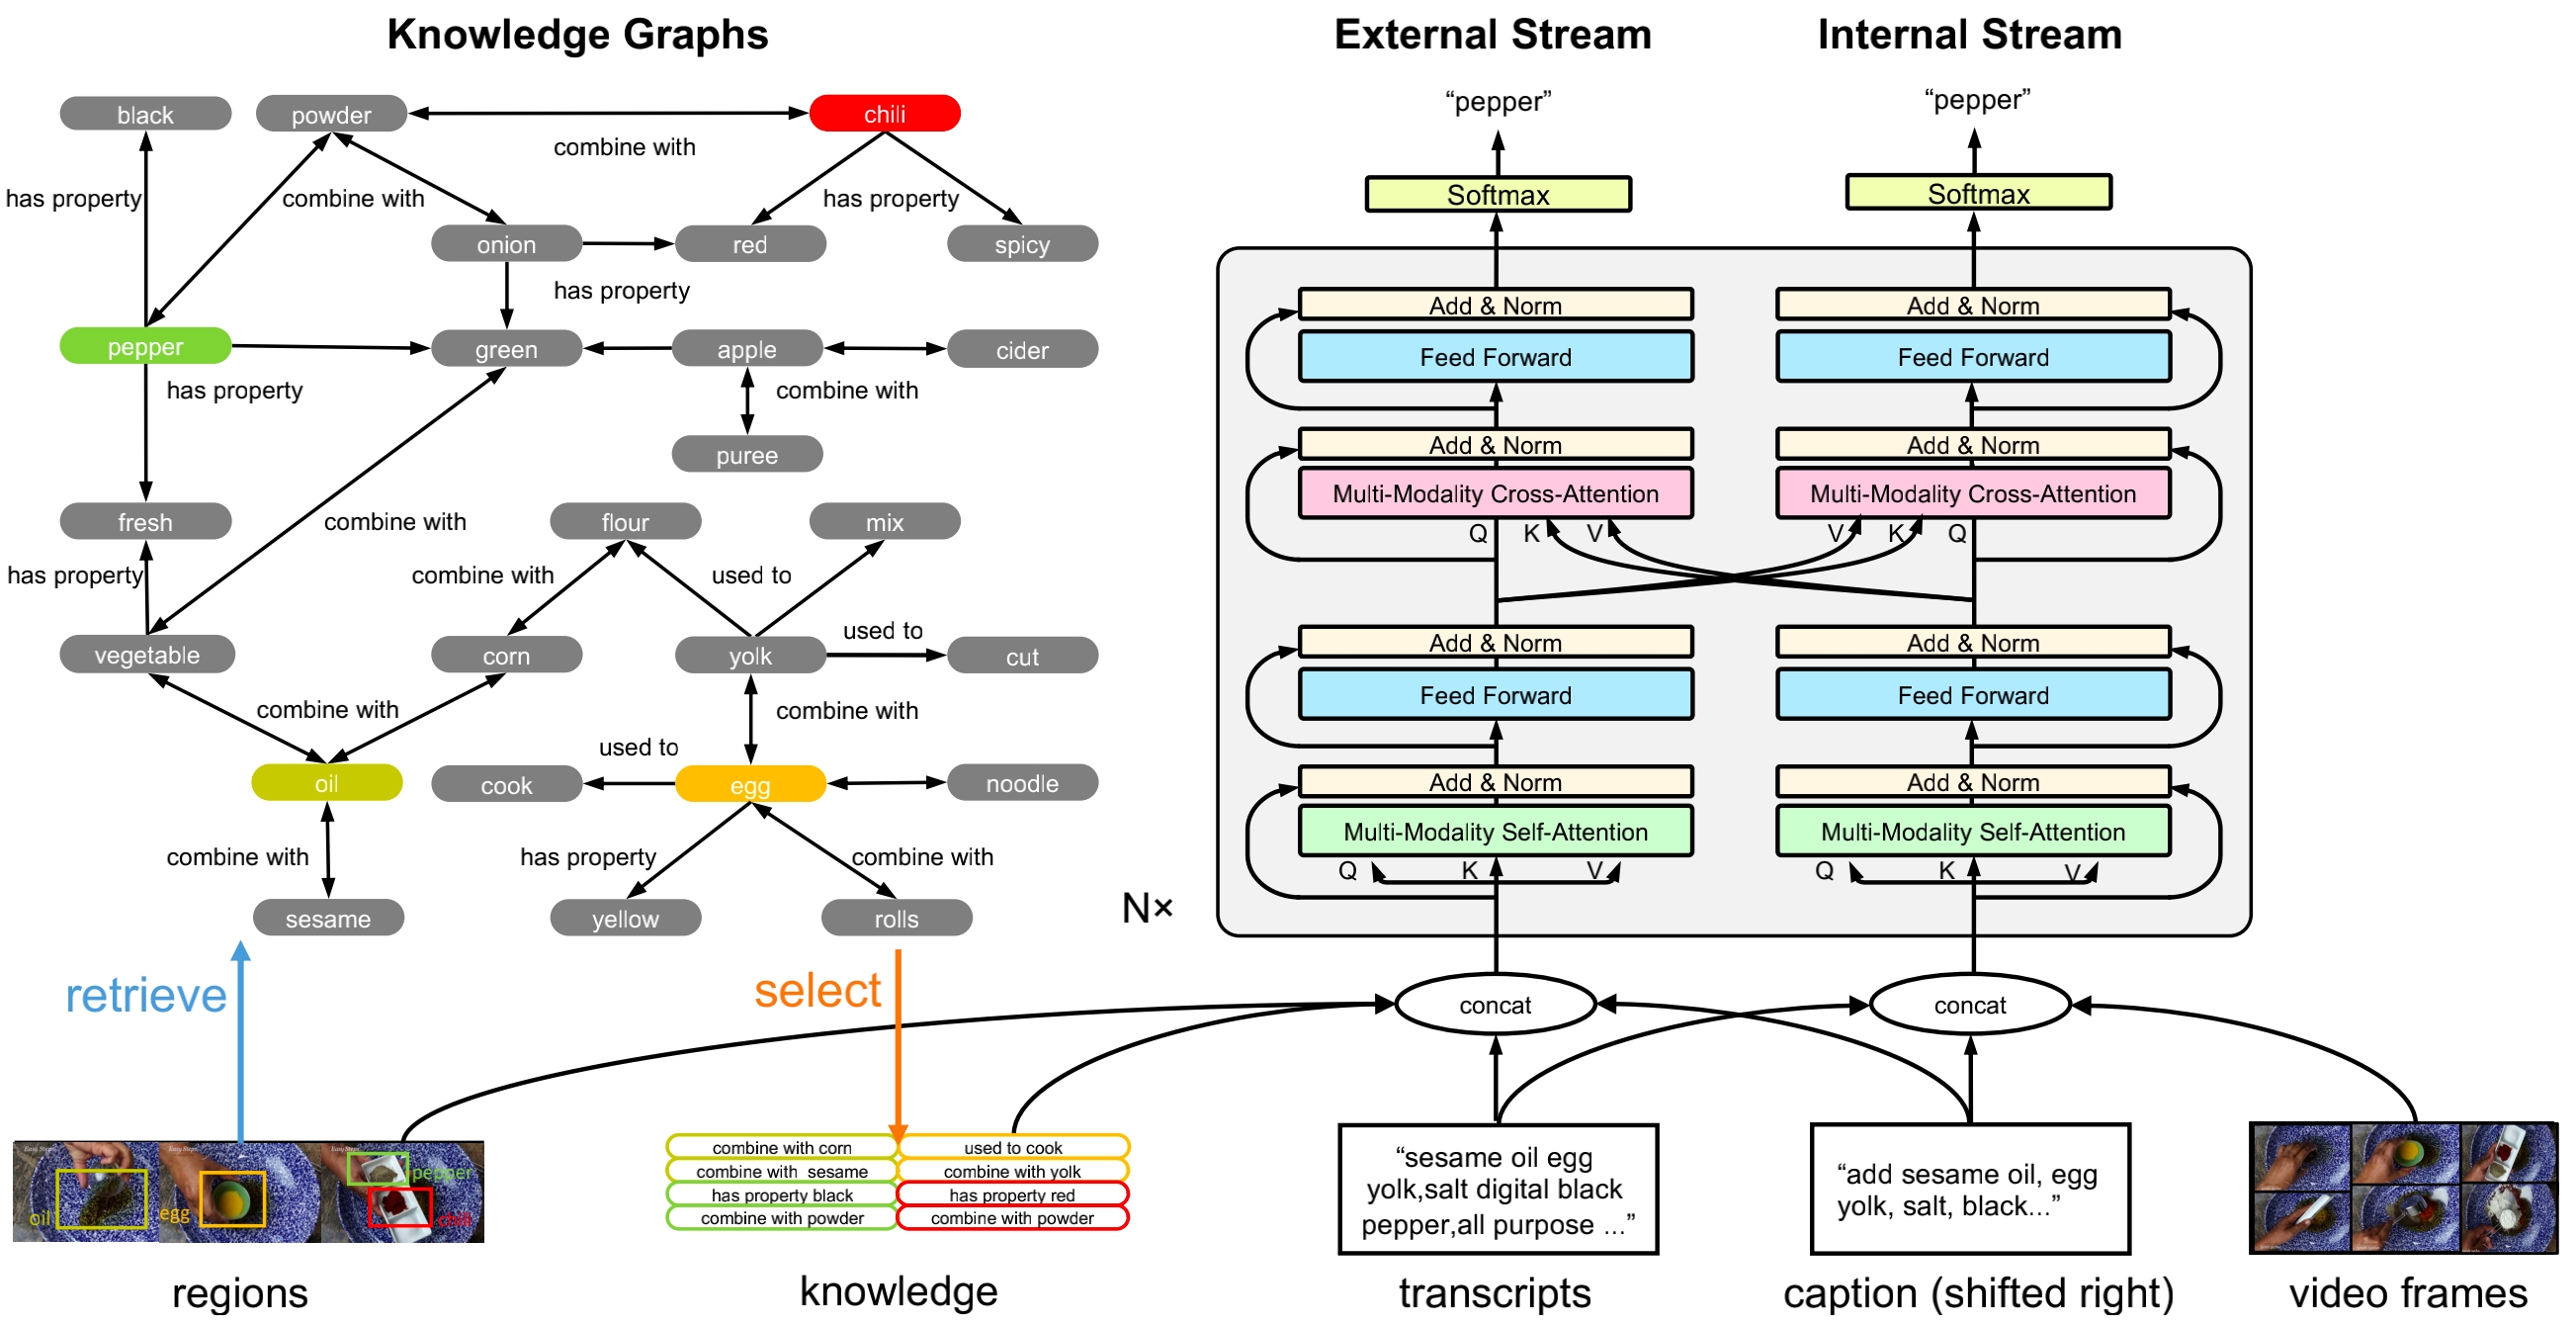 Knowledge Graphs
External Stream
Internal Stream
black
powder
chili
combine with
has property
combine with
has property
onion
red
spicy
has property
pepper
green
apple
cider
has property
combine with
puree
fresh
combine with
flour
mix
has property
combine with
used to
vegetable
corn
yolk
used to
cut
combine with
combine with
used to
oil
cook
egg
noodle
combine with
has property
combine with
sesame
yellow
rolls
retrieve
select
“pepper”
“pepper”
Softmax
Softmax
Add & Norm
Add & Norm
Feed Forward
Feed Forward
Add & Norm
Add & Norm
Multi-Modality Cross-Attention
Multi-Modality Cross-Attention
Q K V
V K Q
Add & Norm
Add & Norm
Feed Forward
Feed Forward
Add & Norm
Add & Norm
Multi-Modality Self-Attention
Multi-Modality Self-Attention
Q K V
Q K V
N×
concat
concat
Easy Steps
Easy Steps
Easy Steps
oil
egg
pepper
chili
combine with corn
used to cook
combine with sesame
combine with yolk
has property black
has property red
combine with powder
combine with powder
“sesame oil egg
yolk,salt digital black
pepper,all purpose ...”
“add sesame oil, egg
yolk, salt, black...”
regions
knowledge
transcripts
caption (shifted right)
video frames